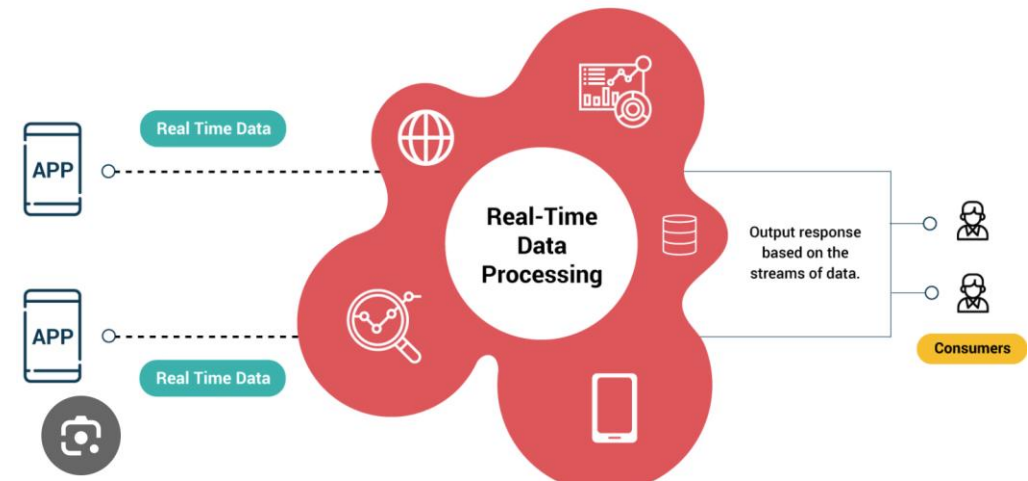 Real Time Data
APP
Real-Time
Data
Processing
Output response
based on the
streams of data.
APP
Real Time Data
Consumers